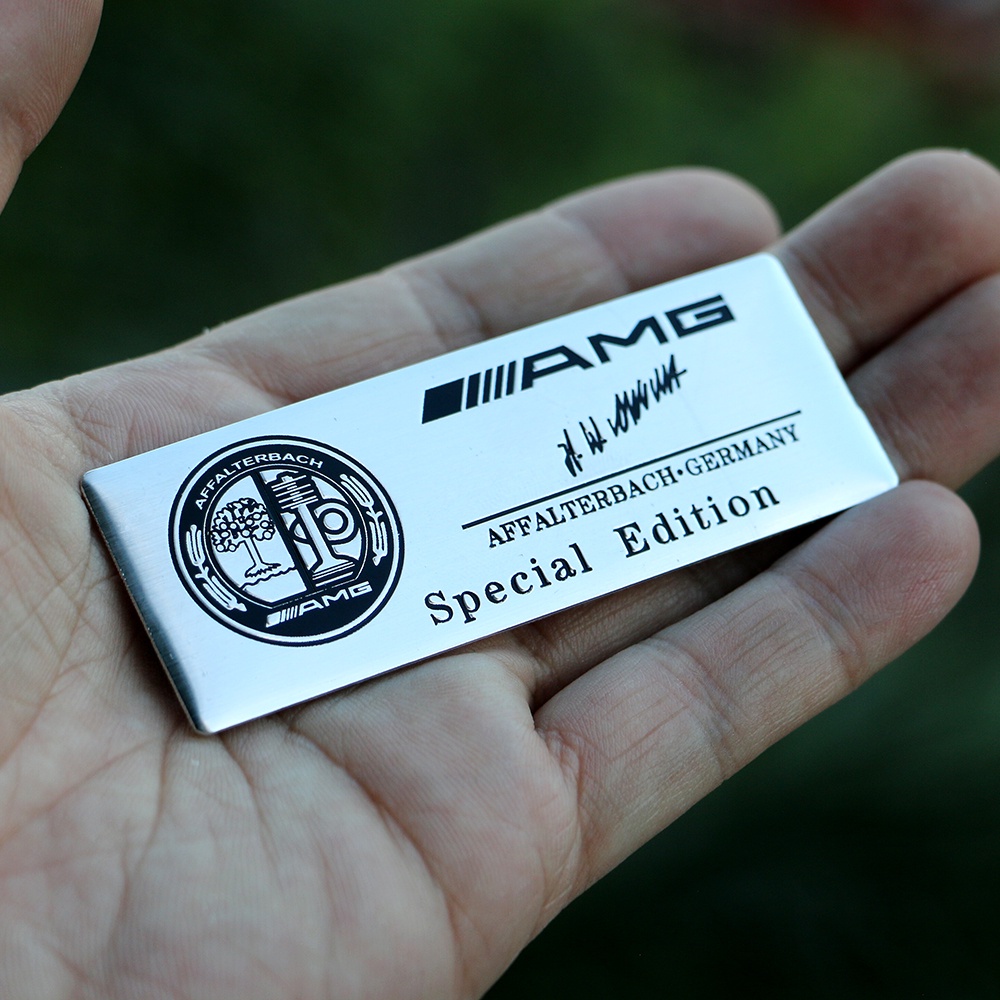 AFFALTERBACH
AMG
AMG
AFFALTERBACH•GERMANY
Special Edition